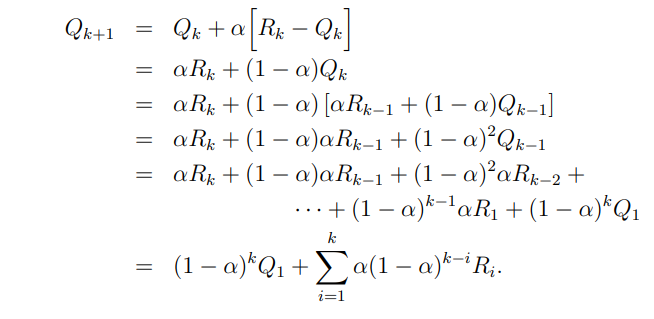 Q_{k+1} = Q_k + α[R_k − Q_k]
= αR_k + (1 − α)Q_k
= αR_k + (1 − α) [αR_{k−1} + (1 − α)Q_{k−1}]
= αR_k + (1 − α)αR_{k−1} + (1 − α)^2 Q_{k−1}
= αR_k + (1 − α)αR_{k−1} + (1 − α)^2 αR_{k−2} +
⋯ + (1 − α)^{k−1} αR_1 + (1 − α)^k Q_1
= (1 − α)^k Q_1 + ∑_{i=1}^{k} α(1 − α)^{k−i} R_i.